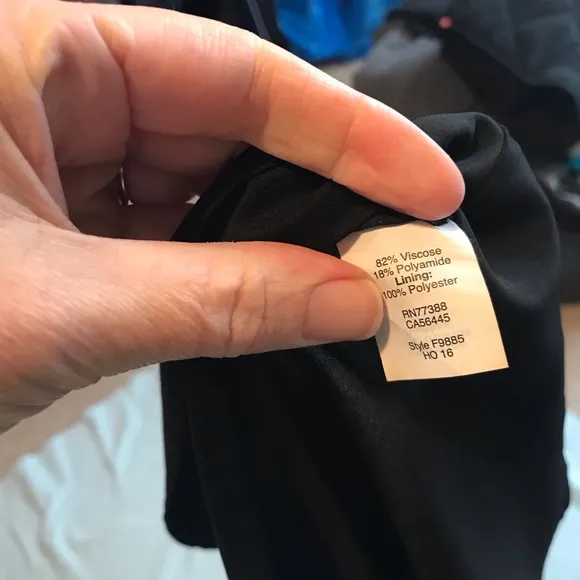 82% Viscose
18% Polyamide
Lining:
100% Polyester
RN77388
CA56445
Style F9885
HO 16